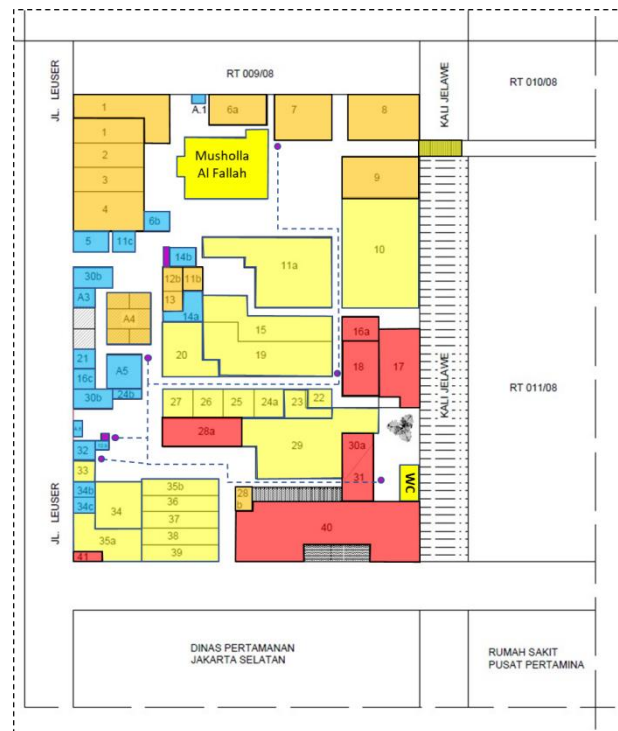 RT 009/08
RT 010/08
JL. LEUSER
KALI JELAWE
1
A.1
6a
7
8
1
2
3
4
Musholla
Al Fallah
9
10
6b
5
11c
14b
11a
30b
12b
11b
A3
13
14a
A4
15
16a
17
20
19
18
21
A5
16c
24b
30b
27
26
25
24a
23
22
KALI JELAWE
RT 011/08
28a
29
30a
32
33
31
WC
34b
34
35b
28
b
34c
36
37
40
35a
38
39
41
JL. LEUSER
DINAS PERTAMANAN
JAKARTA SELATAN
RUMAH SAKIT
PUSAT PERTAMINA